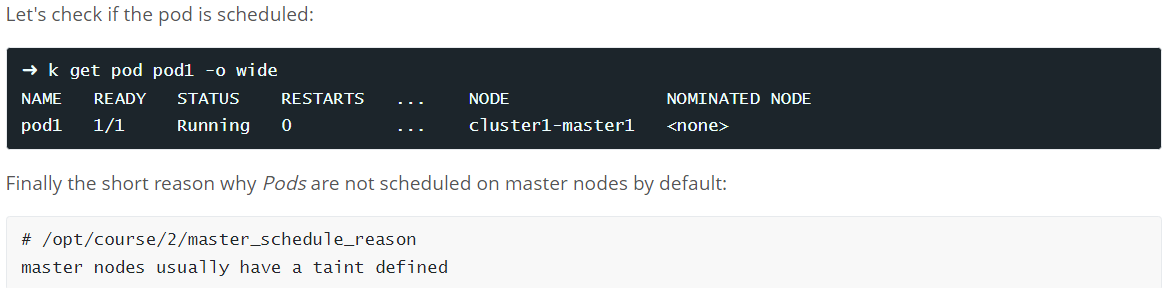 Let's check if the pod is scheduled:
➜ k get pod pod1 -o wide
NAME READY STATUS RESTARTS ... NODE NOMINATED NODE
pod1 1/1 Running 0 ... cluster1-master1 <none>
Finally the short reason why Pods are not scheduled on master nodes by default:
# /opt/course/2/master_schedule_reason
master nodes usually have a taint defined